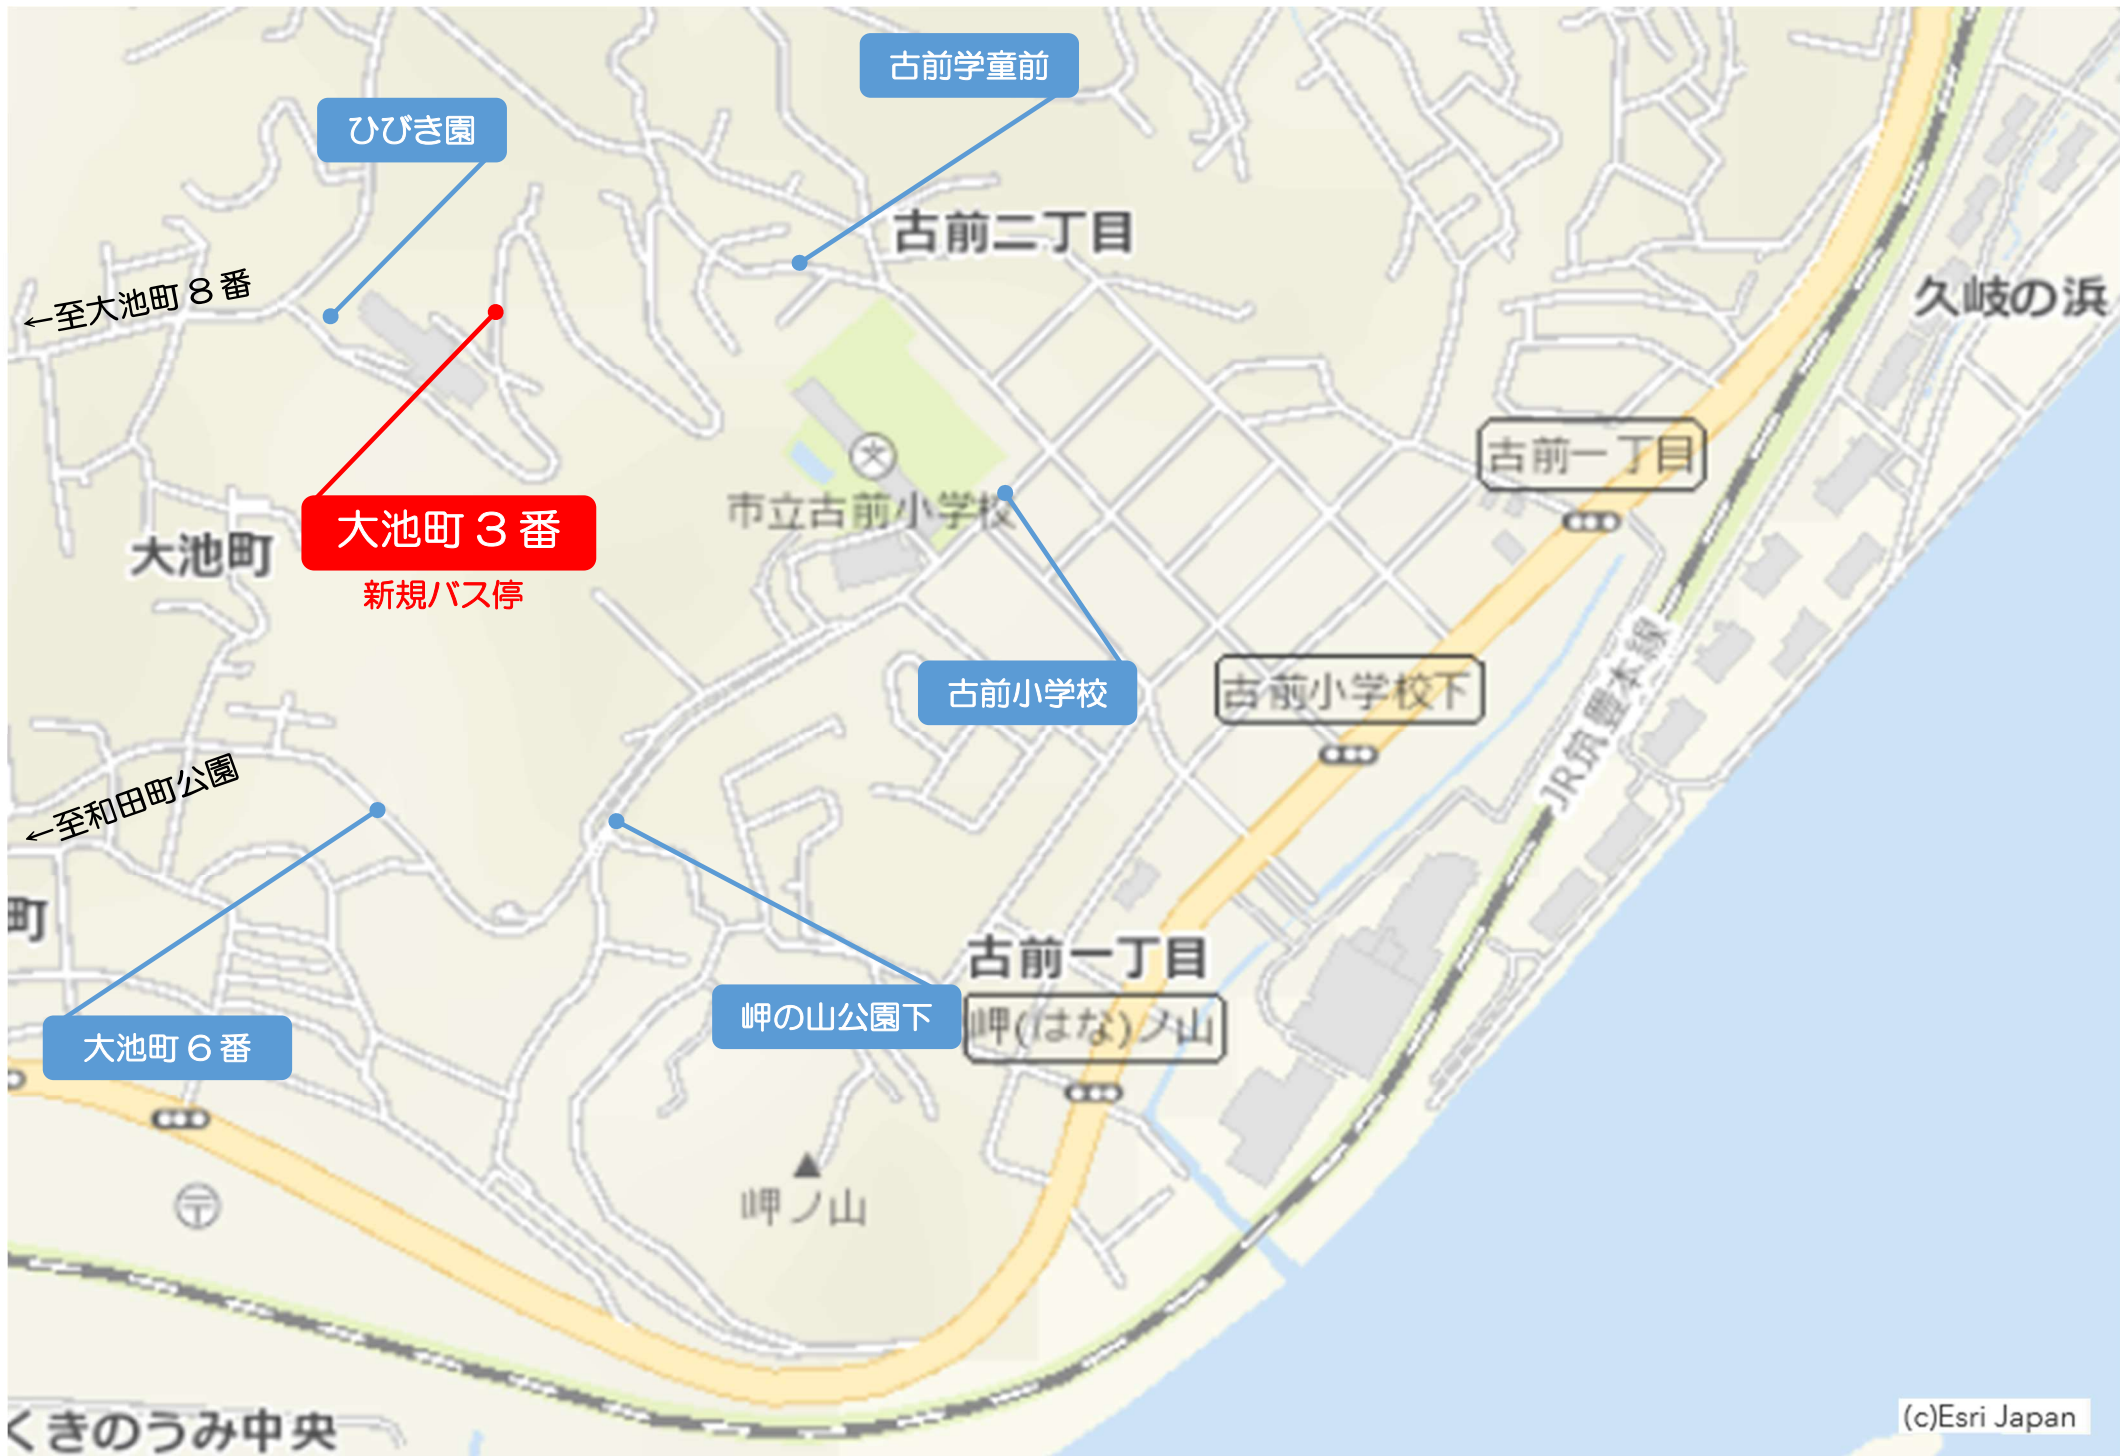 古前学童前
ひびき園
古前二丁目
←至大池町８番
久岐の浜
古前一丁目
市立古前小学校
大池町３番
大池町
新規バス停
古前小学校
古前小学校下
JR筑豊本線
←至和田町公園
町
古前一丁目
岬の山公園下
岬(はな)ノ山
大池町６番
岬ノ山
くきのうみ中央
(c)Esri Japan